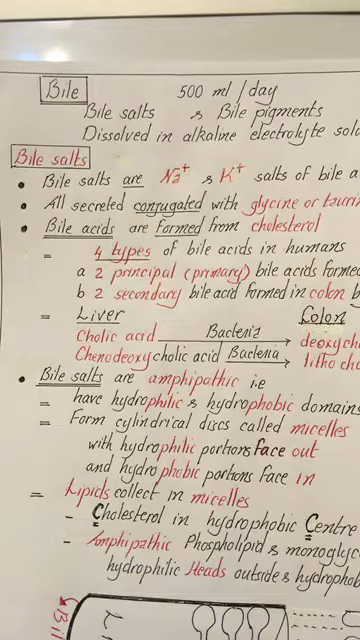 Bile 500 ml/day
Bile salts & Bile pigments
Dissolved in alkaline electrolyte
Bile salts
• Bile salts are Na+ & K+ salts of bile
• All secreted conjugated with glycine or
• Bile acids are formed from cholesterol
= 4 types of bile acids in humans
a 2 principal (primary) bile acids formed
b 2 secondary bile acid formed in colon
= Liver Colon
Cholic acid Bacteria →
Chenodeoxycholic acid Bacteria →
• Bile salts are amphipathic i.e
= have hydrophilic & hydrophobic domains
= Form cylindrical discs called micelles
with hydrophilic portions face out
and hydrophobic portions face in
= Lipids collect in micelles
- Cholesterol in hydrophobic Centre
- Amphipathic Phospholipid &
hydrophilic Heads outside &